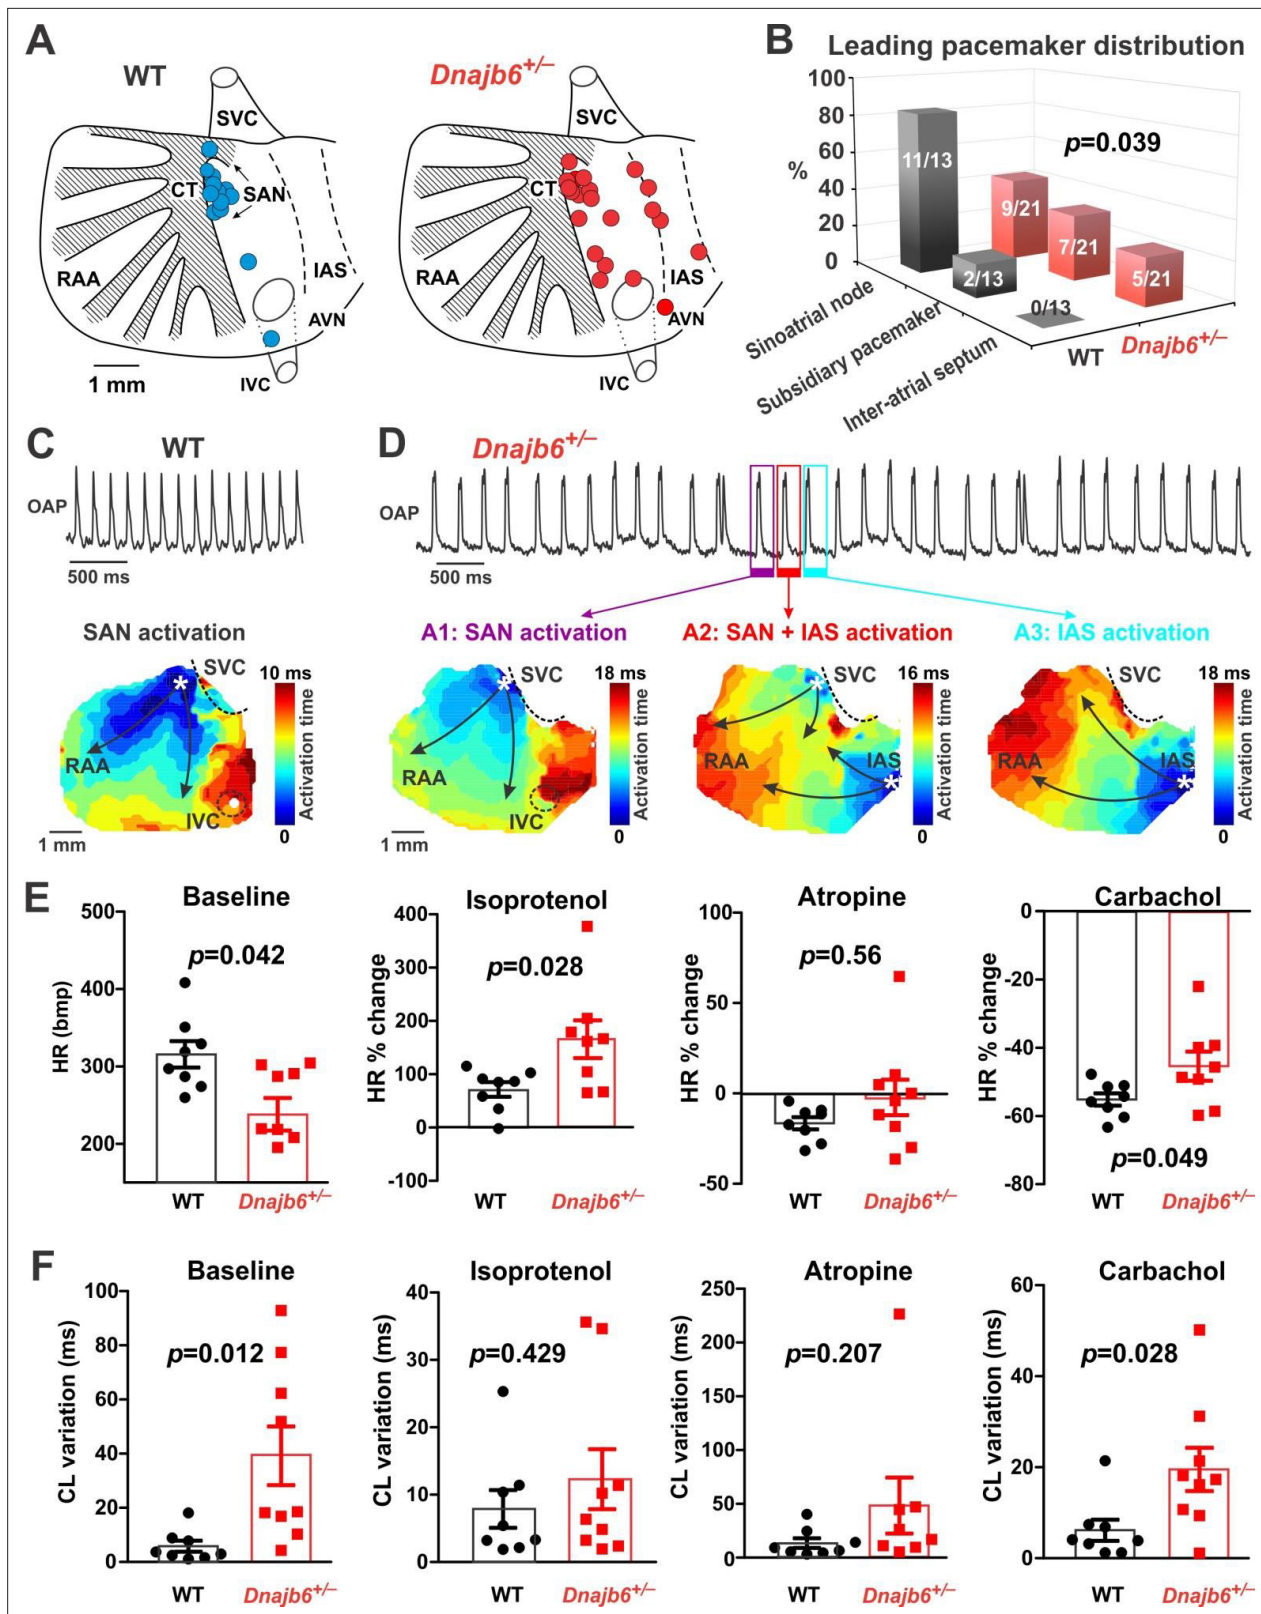 A
WT
Dnajb6+/–
SVC
CT
SAN
RAA
IAS
AVN
IVC
1 mm
SVC
CT
RAA
IAS
AVN
IVC
B
Leading pacemaker distribution
100
80
60
40
20
0
%
p=0.039
11/13
2/13
0/13
9/21
7/21
5/21
Sinoatrial node
Subsidiary pacemaker
Inter-atrial septum
WT
Dnajb6+/–
C
WT
OAP
500 ms
SAN activation
SVC
RAA
IVC
1 mm
10 ms
Activation time
0
D
Dnajb6+/–
OAP
500 ms
A1: SAN activation
A2: SAN + IAS activation
A3: IAS activation
SVC
RAA
IVC
1 mm
18 ms
Activation time
0
SVC
RAA
IAS
16 ms
Activation time
0
SVC
RAA
IAS
18 ms
Activation time
0
E
Baseline
HR (bmp)
500
400
300
200
p=0.042
WT
Dnajb6+/–
Isoprotenol
HR % change
400
300
200
100
0
-100
p=0.028
WT
Dnajb6+/–
Atropine
HR % change
100
50
0
-50
p=0.56
WT
Dnajb6+/–
Carbachol
HR % change
0
-20
-40
-60
-80
p=0.049
WT
Dnajb6+/–
F
Baseline
CL variation (ms)
100
80
60
40
20
0
p=0.012
WT
Dnajb6+/–
Isoprotenol
CL variation (ms)
40
30
20
10
0
p=0.429
WT
Dnajb6+/–
Atropine
CL variation (ms)
250
200
150
100
50
0
p=0.207
WT
Dnajb6+/–
Carbachol
CL variation (ms)
60
40
20
0
p=0.028
WT
Dnajb6+/–